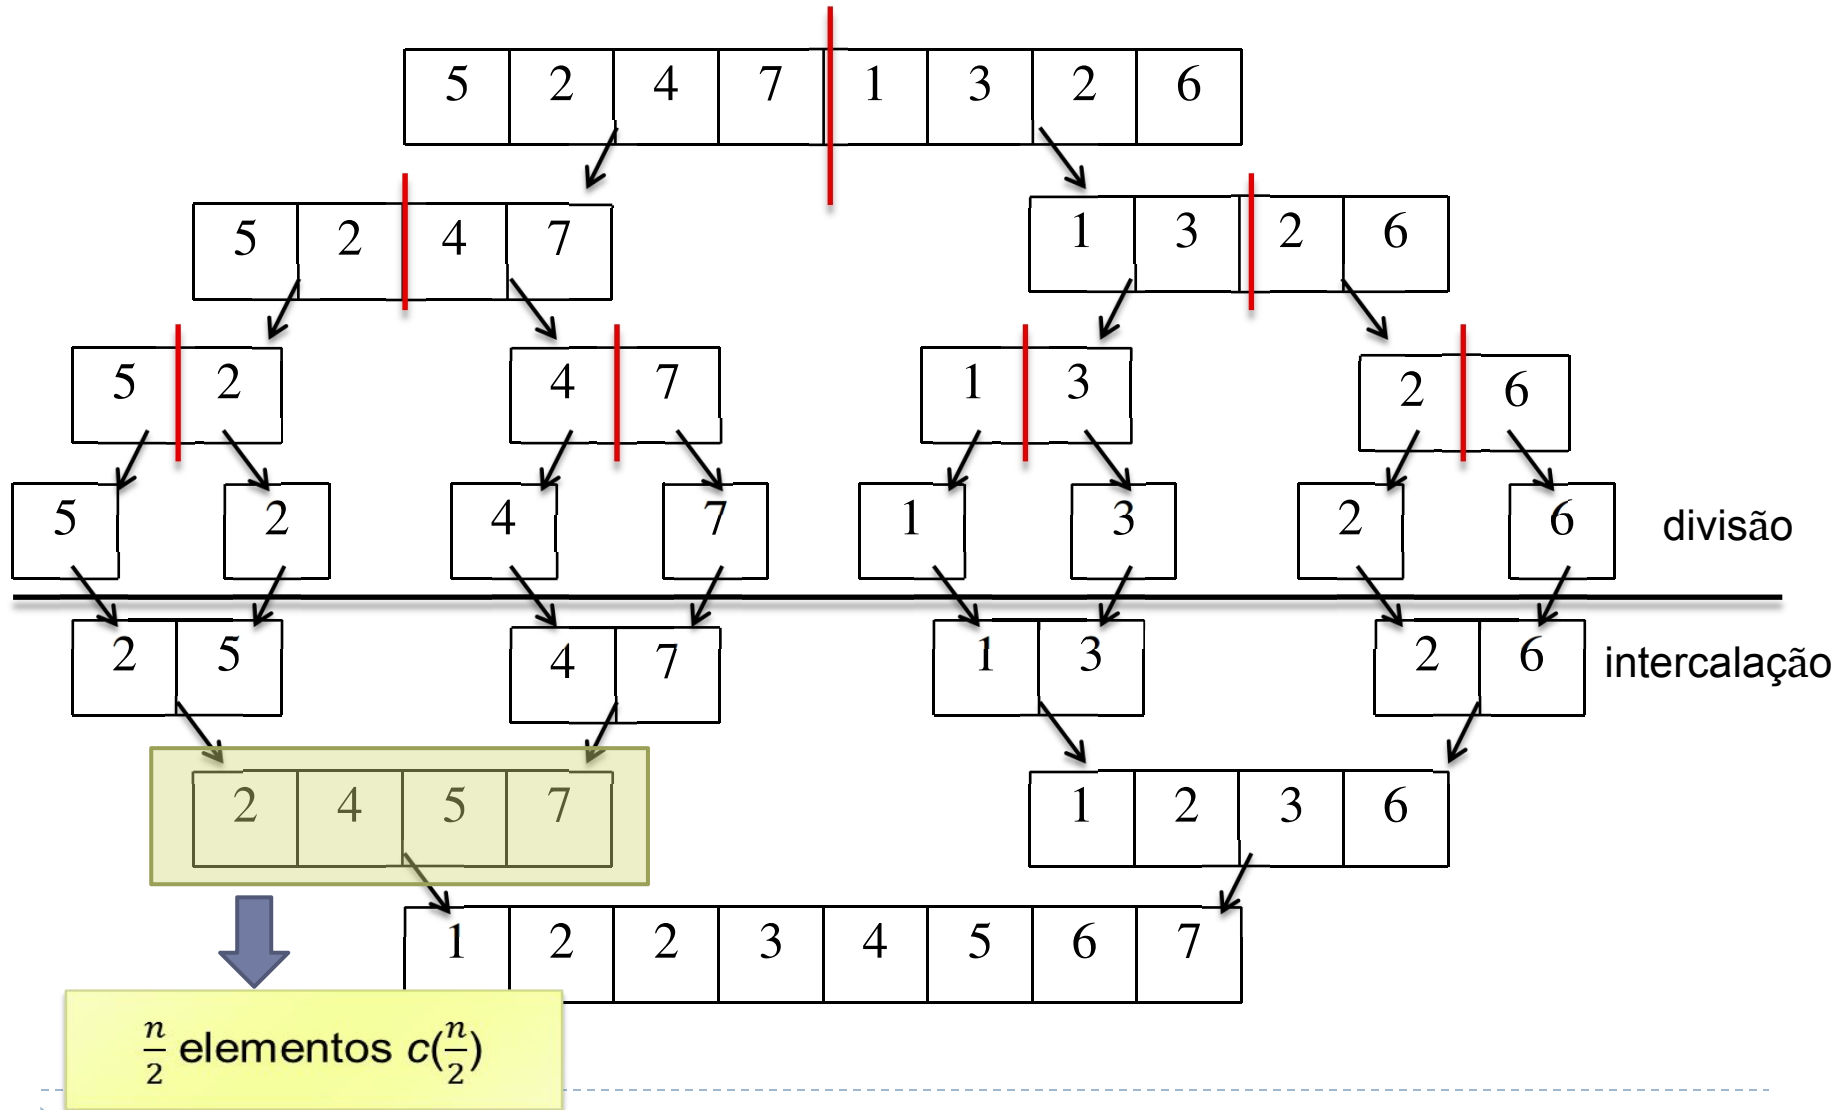 5 2 4 7 1 3 2 6
5 2 4 7 1 3 2 6
5 2 4 7 1 3 2 6
5 2 4 7 1 3 2 6 divisão
2 5 4 7 1 3 2 6 intercalação
2 4 5 7 1 2 3 6
1 2 2 3 4 5 6 7
n/2 elementos c(n/2)